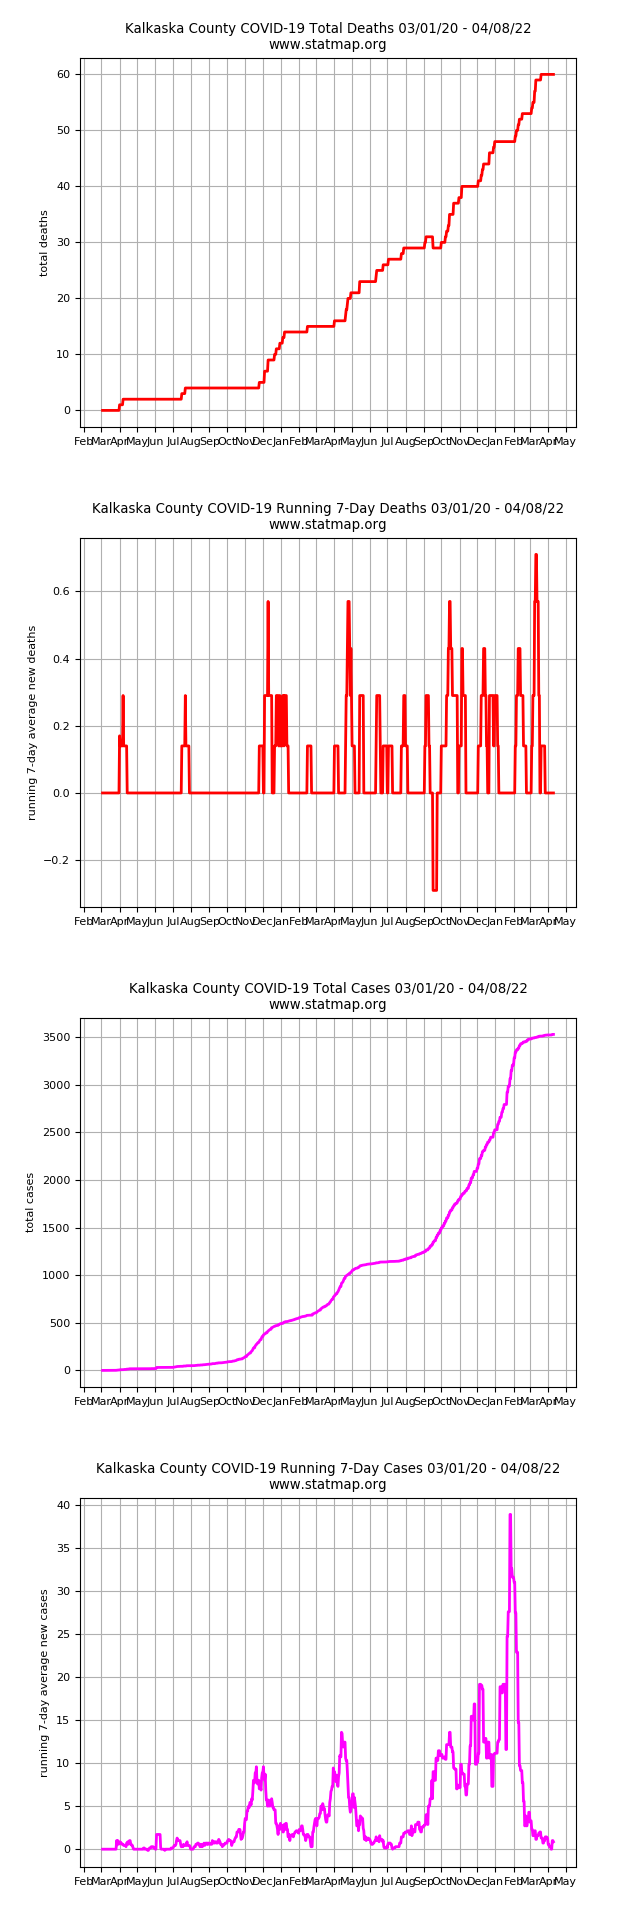 Kalkaska County COVID-19 Total Deaths 03/01/20 - 04/08/22
www.statmap.org
60
50
40
30
20
10
0
total deaths
Feb Mar Apr May Jun Jul Aug Sep Oct Nov Dec Jan Feb Mar Apr May Jun Jul Aug Sep Oct Nov Dec Jan Feb Mar Apr May
Kalkaska County COVID-19 Running 7-Day Deaths 03/01/20 - 04/08/22
www.statmap.org
0.6
0.4
0.2
0.0
−0.2
running 7-day average new deaths
Feb Mar Apr May Jun Jul Aug Sep Oct Nov Dec Jan Feb Mar Apr May Jun Jul Aug Sep Oct Nov Dec Jan Feb Mar Apr May
Kalkaska County COVID-19 Total Cases 03/01/20 - 04/08/22
www.statmap.org
3500
3000
2500
2000
1500
1000
500
0
total cases
Feb Mar Apr May Jun Jul Aug Sep Oct Nov Dec Jan Feb Mar Apr May Jun Jul Aug Sep Oct Nov Dec Jan Feb Mar Apr May
Kalkaska County COVID-19 Running 7-Day Cases 03/01/20 - 04/08/22
www.statmap.org
40
35
30
25
20
15
10
5
0
running 7-day average new cases
Feb Mar Apr May Jun Jul Aug Sep Oct Nov Dec Jan Feb Mar Apr May Jun Jul Aug Sep Oct Nov Dec Jan Feb Mar Apr May